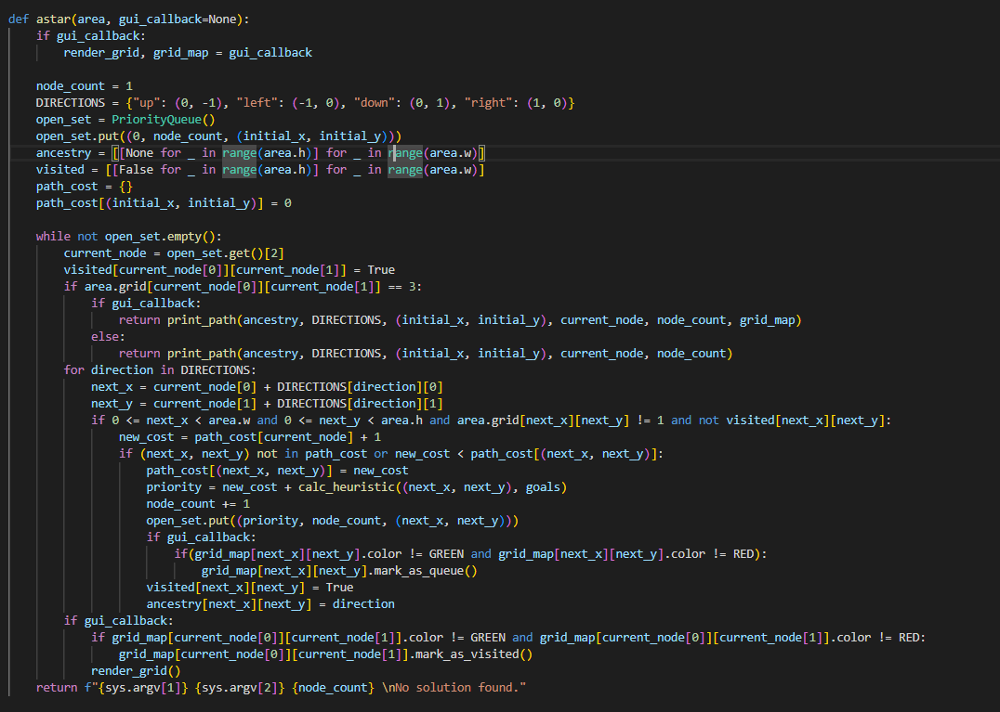 def astar(area, gui_callback=None):
    if gui_callback:
        render_grid, grid_map = gui_callback

    node_count = 1
    DIRECTIONS = {"up": (0, -1), "left": (-1, 0), "down": (0, 1), "right": (1, 0)}
    open_set = PriorityQueue()
    open_set.put((0, node_count, (initial_x, initial_y)))
    ancestry = [[None for _ in range(area.h)] for _ in range(area.w)]
    visited = [[False for _ in range(area.h)] for _ in range(area.w)]
    path_cost = {}
    path_cost[(initial_x, initial_y)] = 0

    while not open_set.empty():
        current_node = open_set.get()[2]
        visited[current_node[0]][current_node[1]] = True
        if area.grid[current_node[0]][current_node[1]] == 3:
            if gui_callback:
                return print_path(ancestry, DIRECTIONS, (initial_x, initial_y), current_node, node_count, grid_map)
            else:
                return print_path(ancestry, DIRECTIONS, (initial_x, initial_y), current_node, node_count)
        for direction in DIRECTIONS:
            next_x = current_node[0] + DIRECTIONS[direction][0]
            next_y = current_node[1] + DIRECTIONS[direction][1]
            if 0 <= next_x < area.w and 0 <= next_y < area.h and area.grid[next_x][next_y] != 1 and not visited[next_x][next_y]:
                new_cost = path_cost[current_node] + 1
                if (next_x, next_y) not in path_cost or new_cost < path_cost[(next_x, next_y)]:
                    path_cost[(next_x, next_y)] = new_cost
                    priority = new_cost + calc_heuristic((next_x, next_y), goals)
                    node_count += 1
                    open_set.put((priority, node_count, (next_x, next_y)))
                    if gui_callback:
                        if(grid_map[next_x][next_y].color != GREEN and grid_map[next_x][next_y].color != RED):
                            grid_map[next_x][next_y].mark_as_queue()
                    visited[next_x][next_y] = True
                    ancestry[next_x][next_y] = direction
        if gui_callback:
            if grid_map[current_node[0]][current_node[1]].color != GREEN and grid_map[current_node[0]][current_node[1]].color != RED:
                grid_map[current_node[0]][current_node[1]].mark_as_visited()
            render_grid()
    return f"{sys.argv[1]} {sys.argv[2]} {node_count} \nNo solution found."